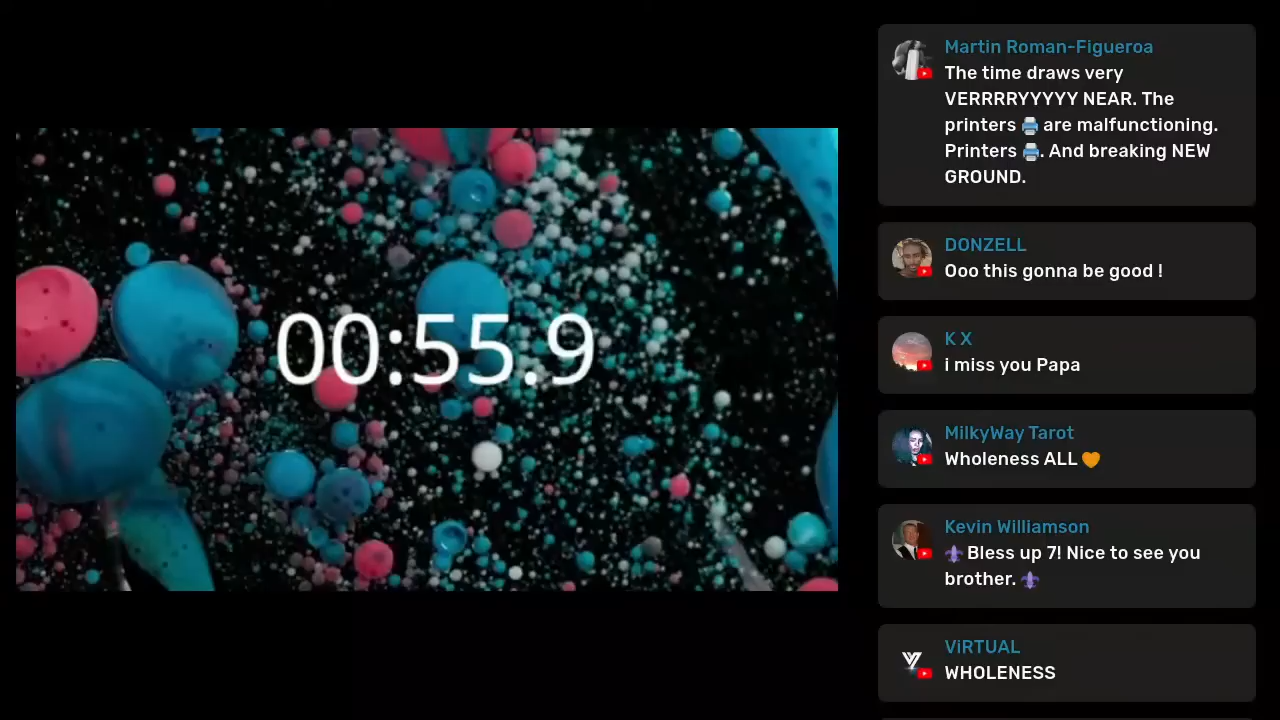 00:55.9
Martin Roman-Figueroa
The time draws very
VERRRRYYYYY NEAR. The
printers 🖨️ are malfunctioning.
Printers 🖨️. And breaking NEW
GROUND.
DONZELL
Ooo this gonna be good !
K X
i miss you Papa
MilkyWay Tarot
Wholeness ALL 🧡
Kevin Williamson
⚜️ Bless up 7! Nice to see you
brother. ⚜️
ViRTUAL
WHOLENESS